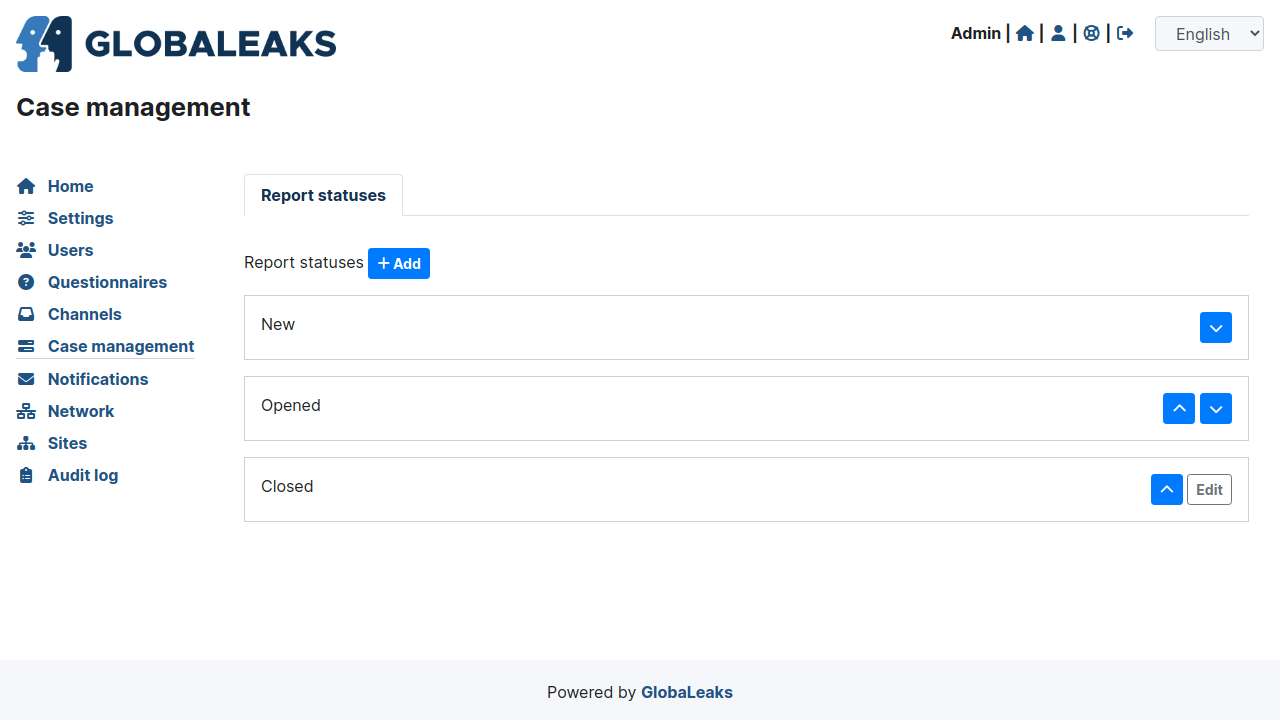 GLOBALEAKS
Admin | | | |
English
Case management
Home
Settings
Users
Questionnaires
Channels
Case management
Notifications
Network
Sites
Audit log
Report statuses
Report statuses
Add
New
Opened
Closed
Edit
Powered by GlobaLeaks